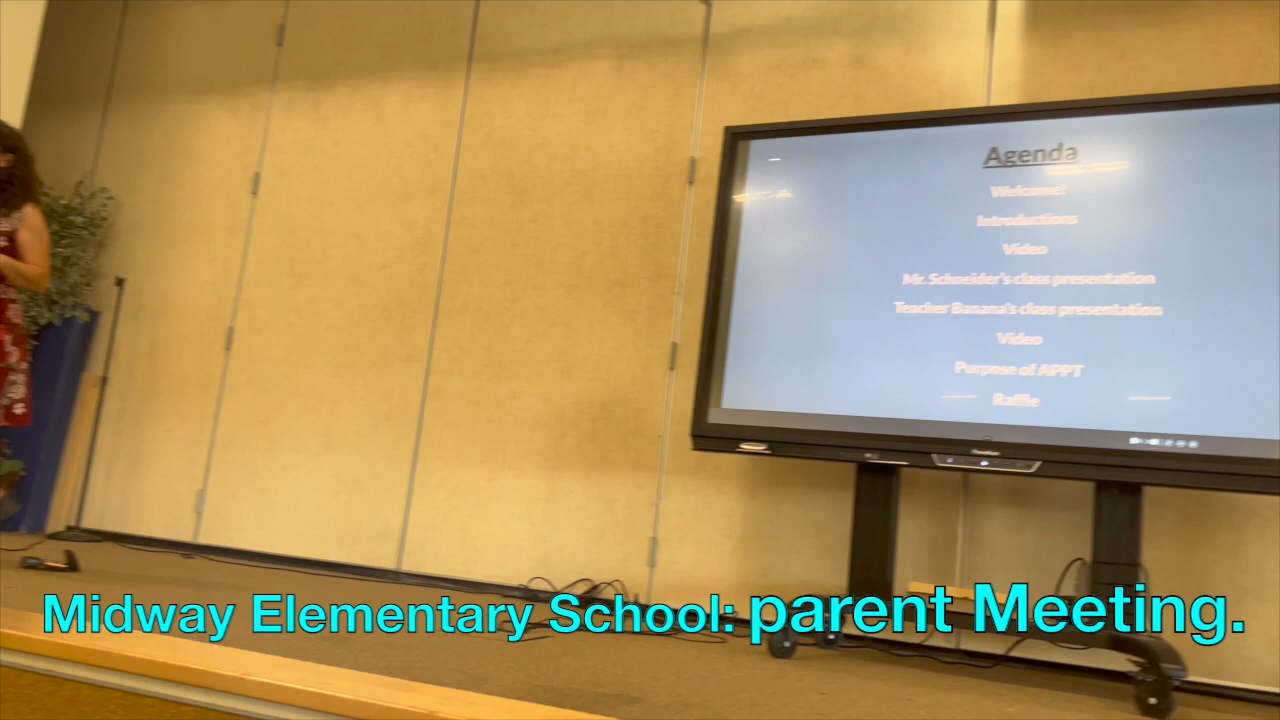 Agenda
Welcome!
Introductions
Video
Mr. Schneider's class presentation
Teacher Banana's class presentation
Video
Purpose of APPT
Raffle
Midway Elementary School: parent Meeting.